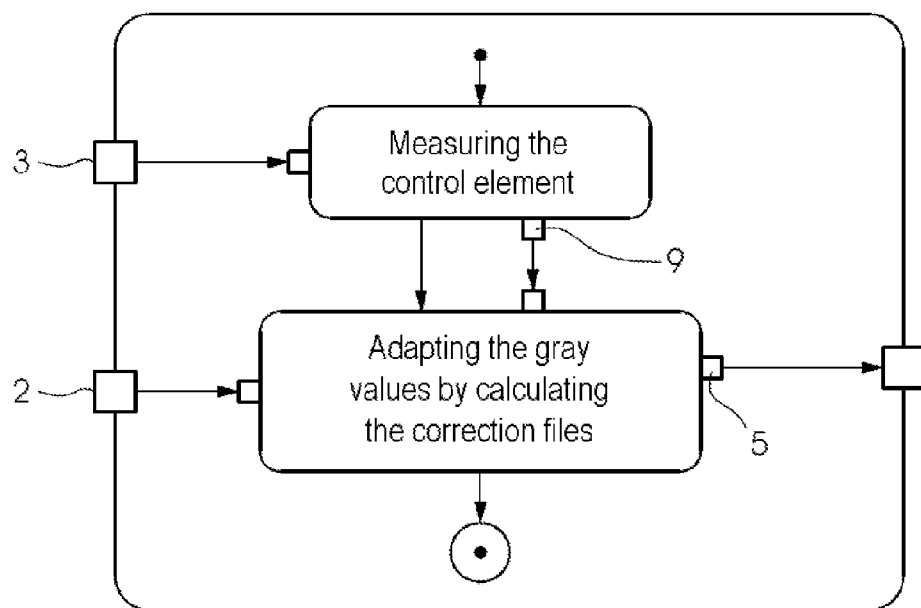 Measuring the
control element
3
9
Adapting the gray
values by calculating
the correction files
2
5